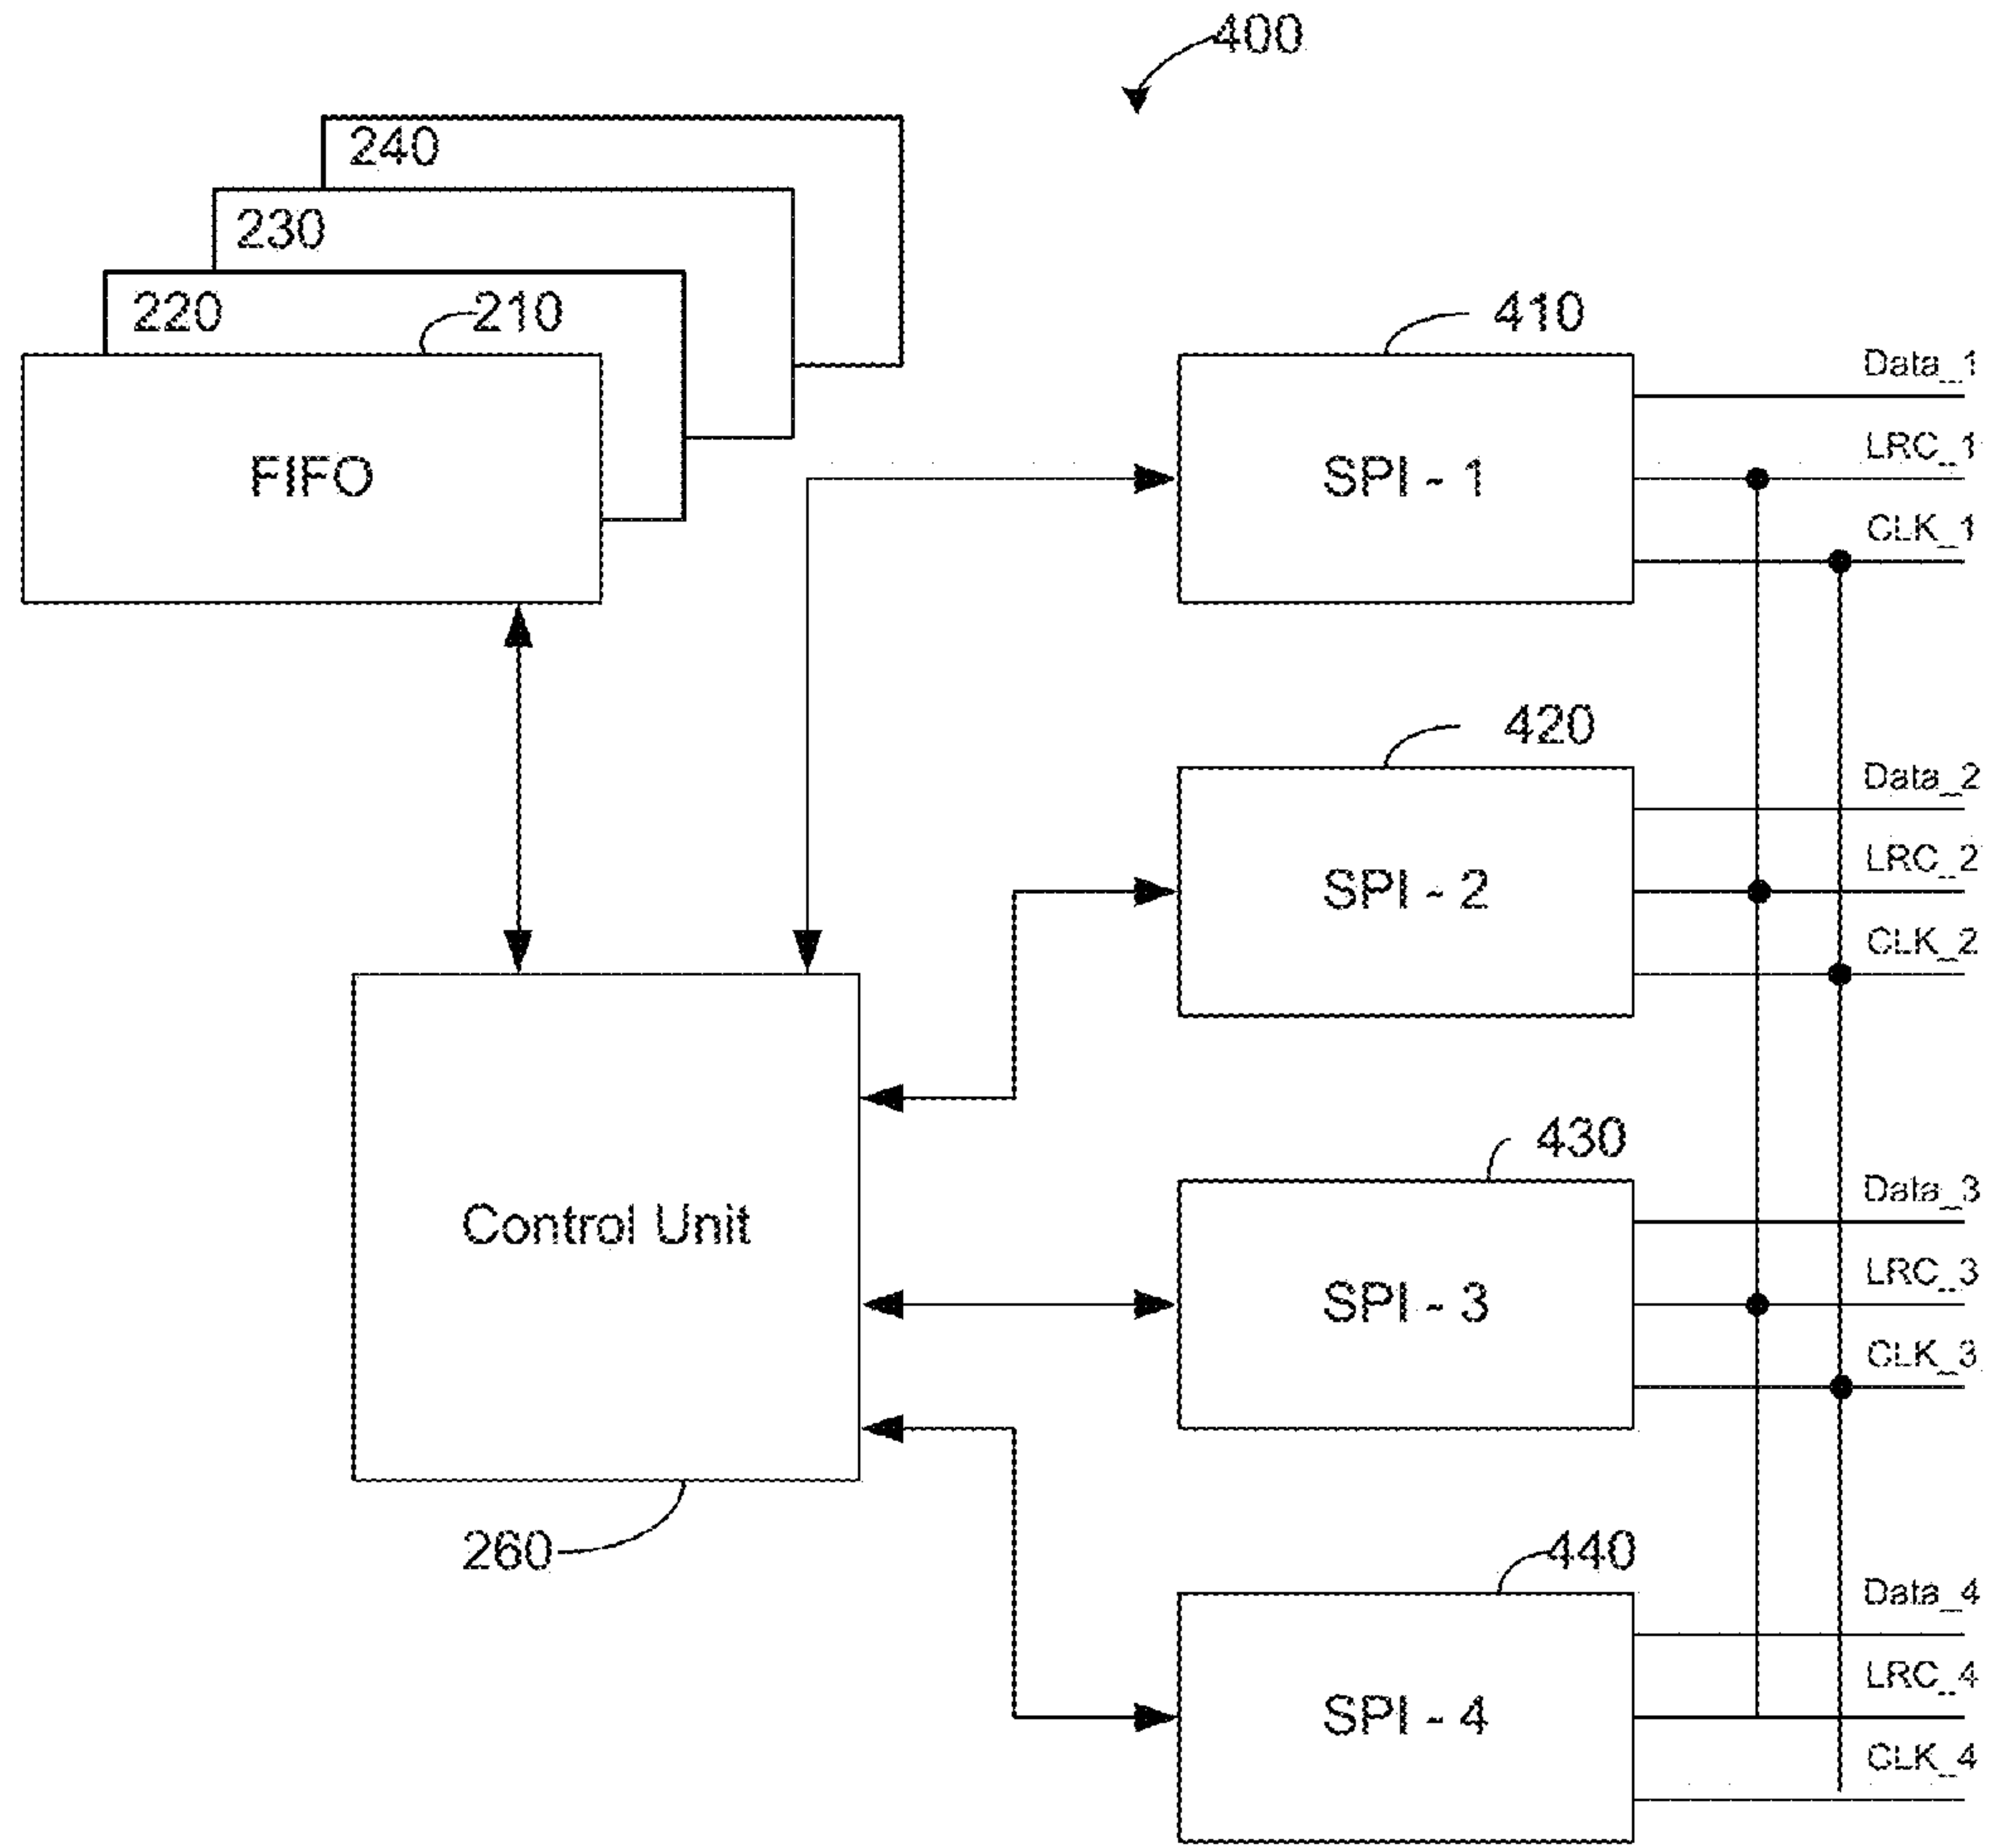 400
240
230
220
210
FIFO
410
SPI - 1
Data_1
LRC_1
CLK_1
420
SPI - 2
Data_2
LRC_2
CLK_2
Control Unit
260
430
SPI - 3
Data_3
LRC_3
CLK_3
440
SPI - 4
Data_4
LRC_4
CLK_4